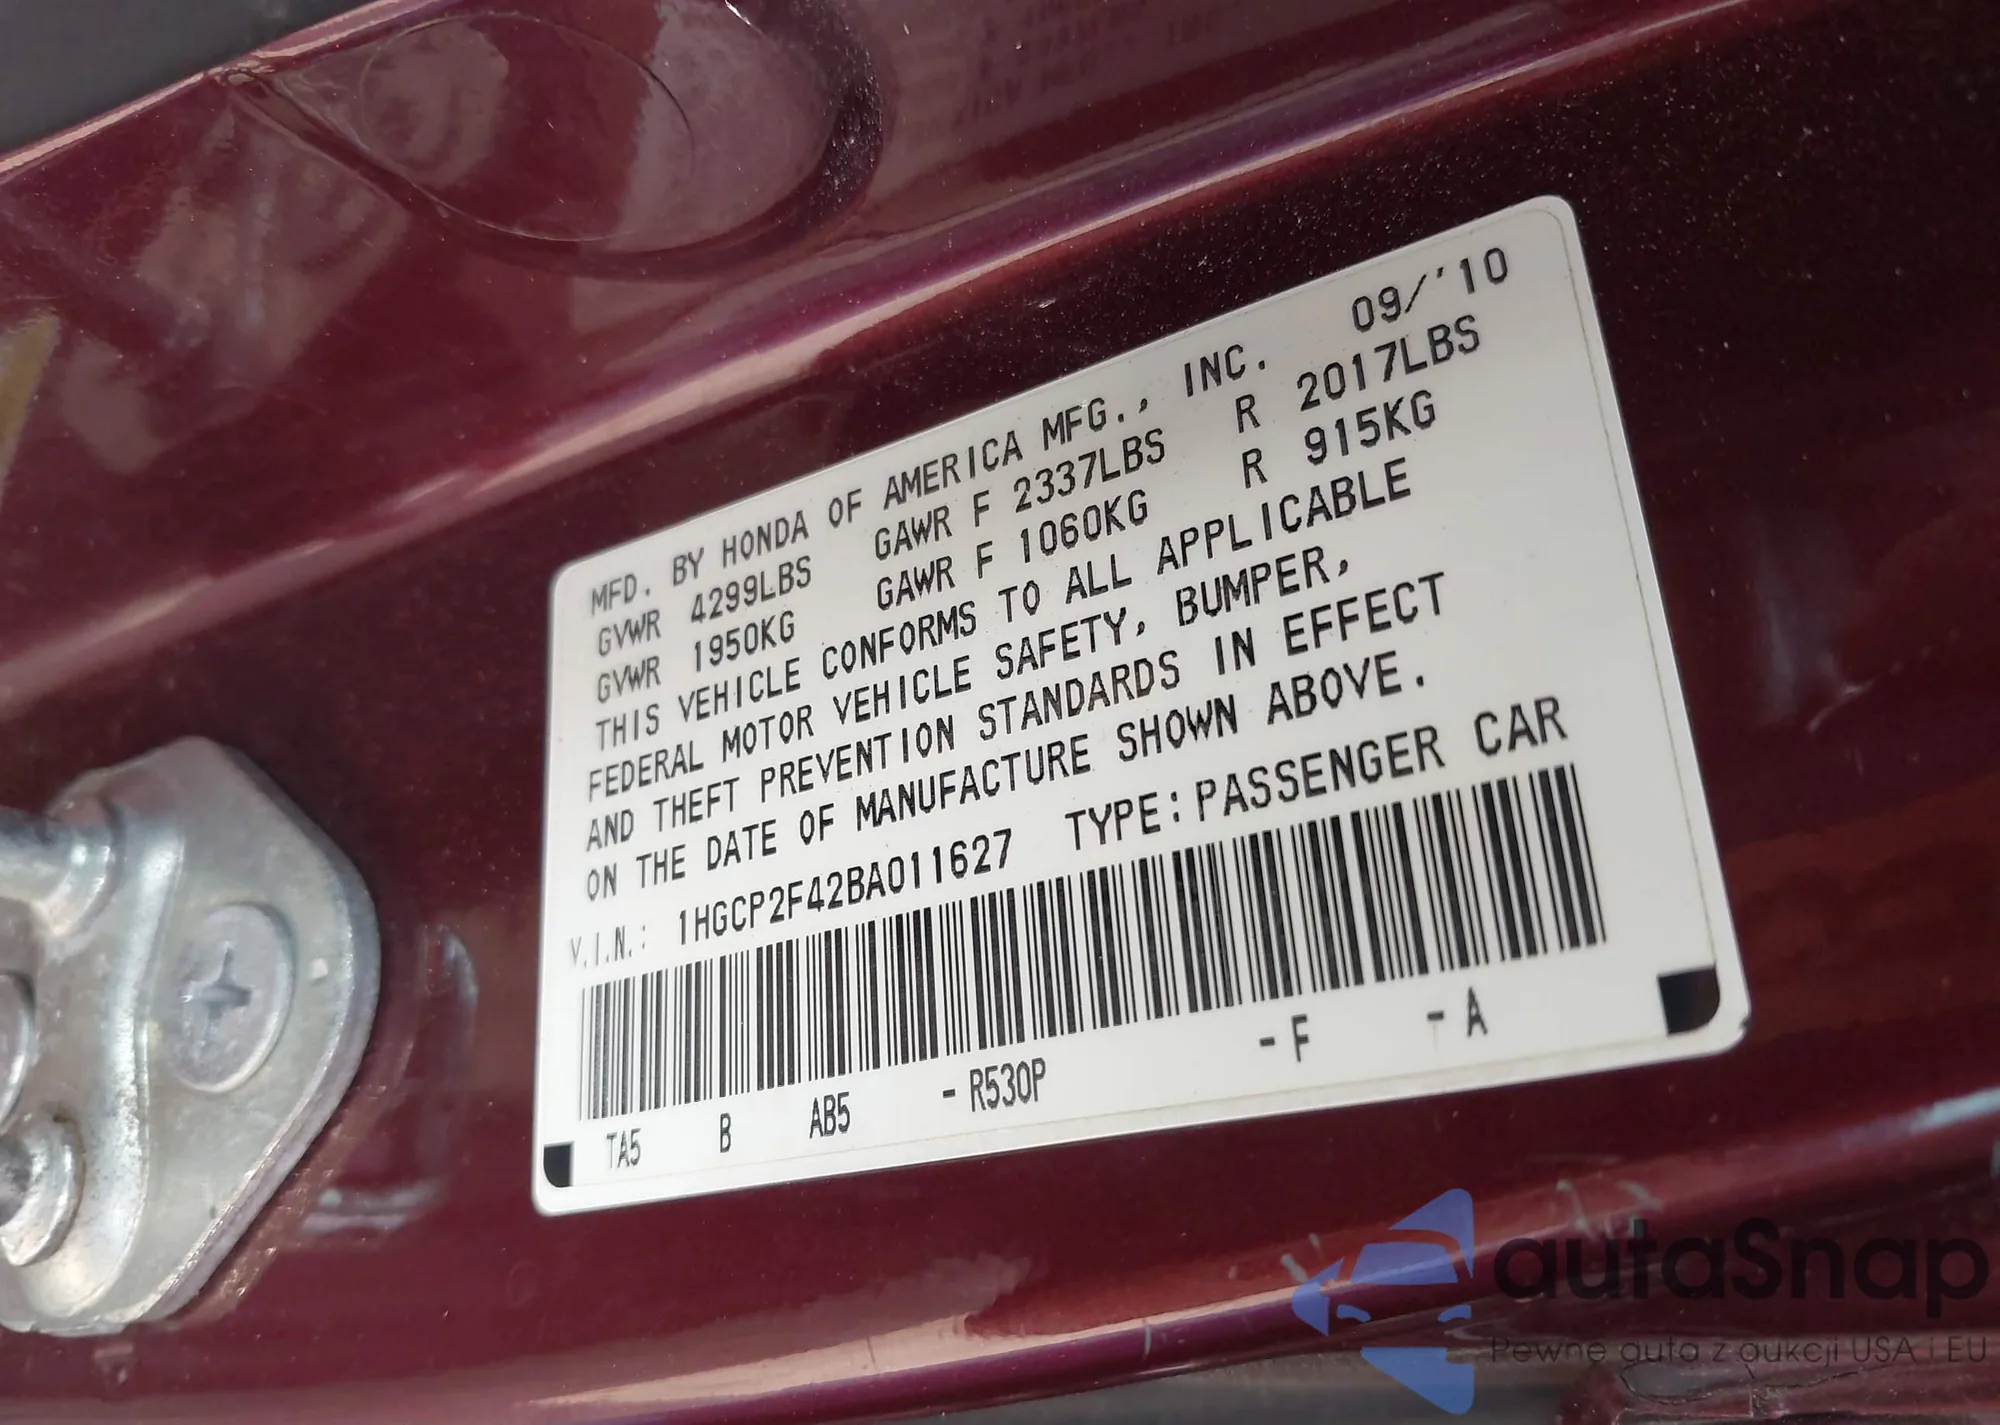 MFD. BY HONDA OF AMERICA MFG., INC. 09/'10
GVWR 4299LBS GAWR F 2337LBS R 2017LBS
GVWR 1950KG GAWR F 1060KG R 915KG
THIS VEHICLE CONFORMS TO ALL APPLICABLE
FEDERAL MOTOR VEHICLE SAFETY, BUMPER,
AND THEFT PREVENTION STANDARDS IN EFFECT
ON THE DATE OF MANUFACTURE SHOWN ABOVE.
V.I.N.: 1HGCP2F42BA011627 TYPE: PASSENGER CAR
TA5 B AB5 -R530P -F -A
autaSnap
Pewne auta z aukcji USA i EU